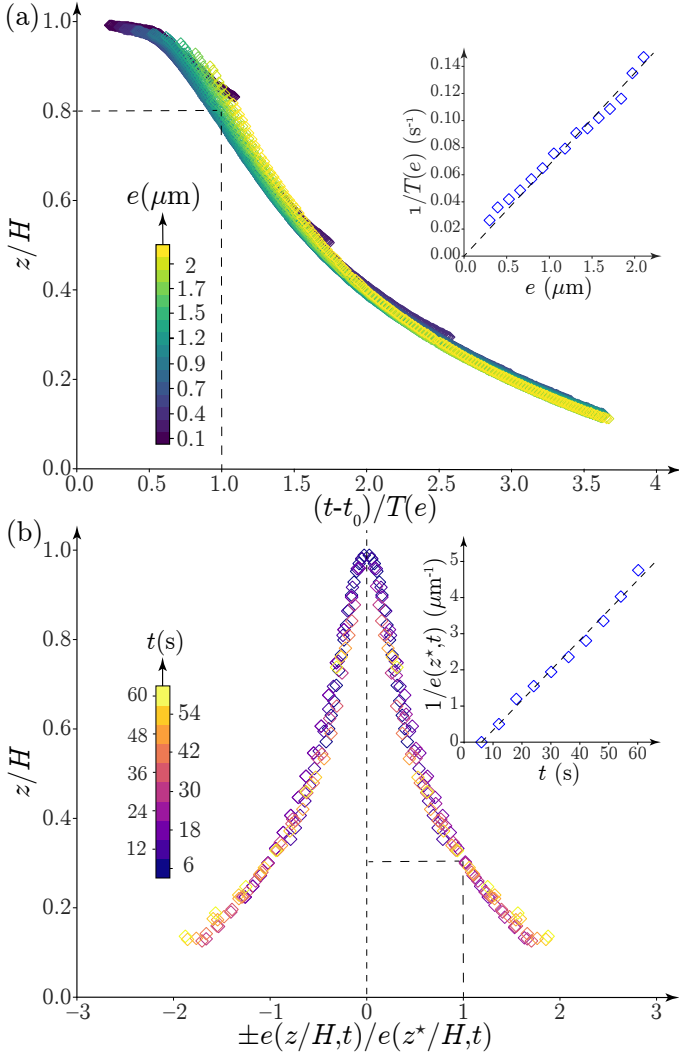 (a)
z/H
1.0
0.8
0.6
0.4
0.2
0.0
e(μm)
2
1.7
1.5
1.2
0.9
0.7
0.4
0.1
0.0 0.5 1.0 1.5 2.0 2.5 3.0 3.5 4
(t-t₀)/T(e)
1/T(e) (s⁻¹)
0.14
0.12
0.10
0.08
0.06
0.04
0.02
0.00
0.0 0.5 1.0 1.5 2.0
e (μm)
(b)
z/H
1.0
0.8
0.6
0.4
0.2
0.0
t(s)
60
54
48
42
36
30
24
18
12
6
−3 −2 −1 0 1 2 3
±e(z/H,t)/e(z*/H,t)
1/e(z*,t) (μm⁻¹)
5
4
3
2
1
0
10 20 30 40 50 60
t (s)